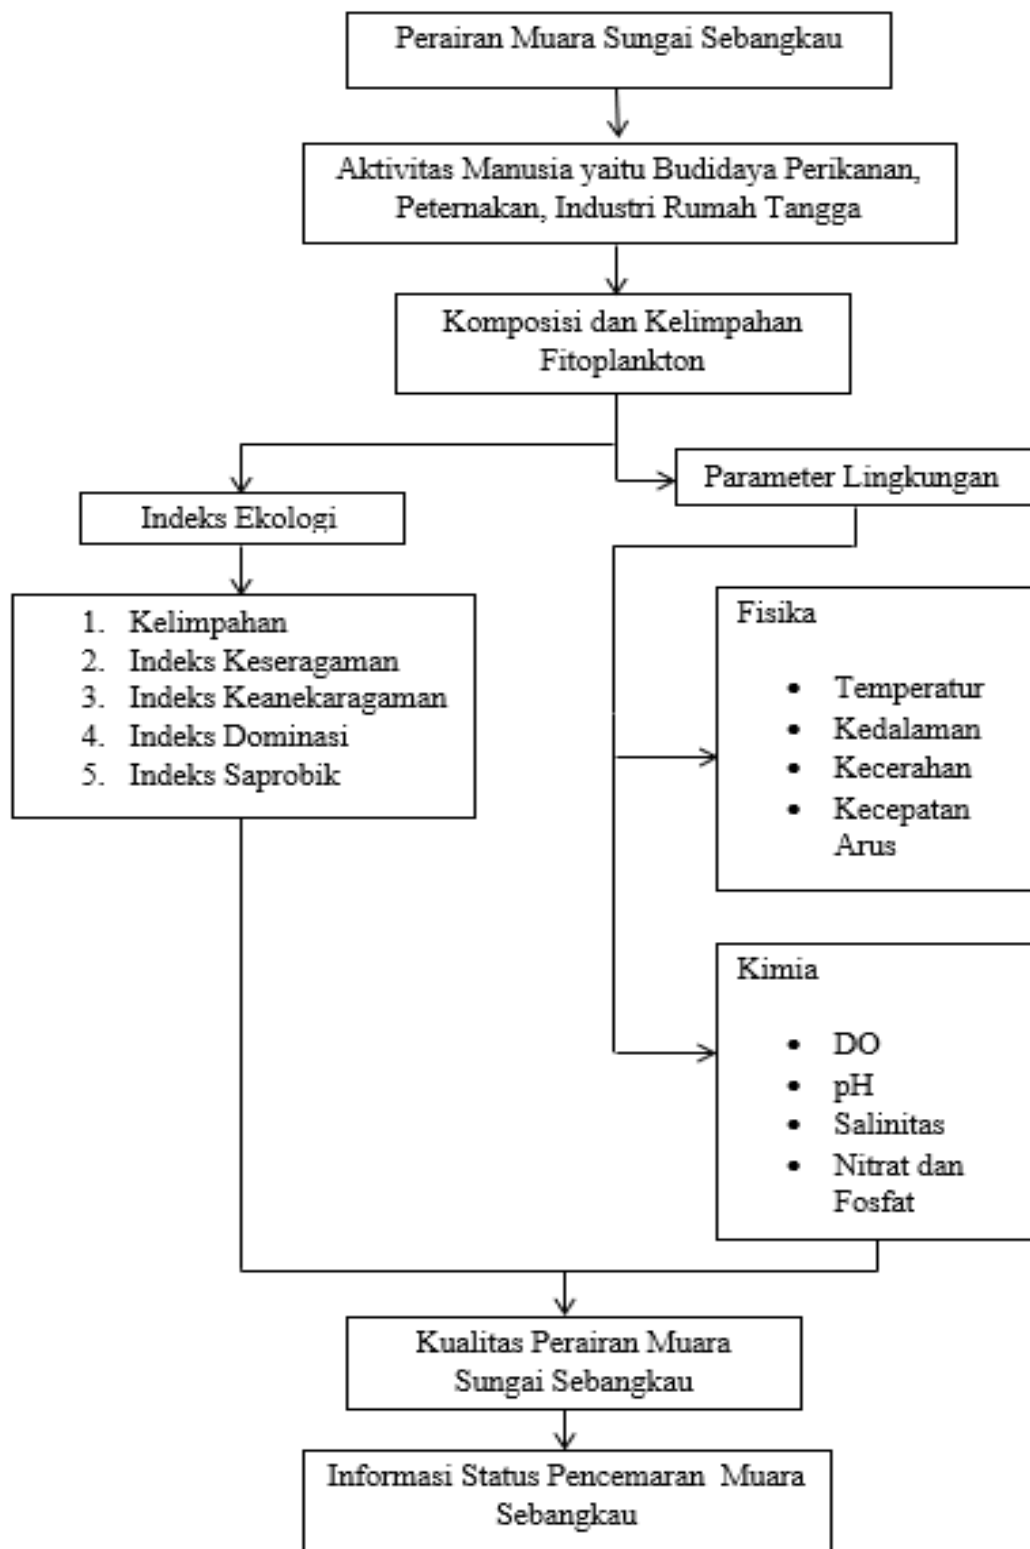 Perairan Muara Sungai Sebangkau
Aktivitas Manusia yaitu Budidaya Perikanan,
Peternakan, Industri Rumah Tangga
Komposisi dan Kelimpahan
Fitoplankton
Parameter Lingkungan
Indeks Ekologi
1. Kelimpahan
2. Indeks Keseragaman
3. Indeks Keanekaragaman
4. Indeks Dominasi
5. Indeks Saprobik
Fisika
• Temperatur
• Kedalaman
• Kecerahan
• Kecepatan
Arus
Kimia
• DO
• pH
• Salinitas
• Nitrat dan
Fosfat
Kualitas Perairan Muara
Sungai Sebangkau
Informasi Status Pencemaran Muara
Sebangkau